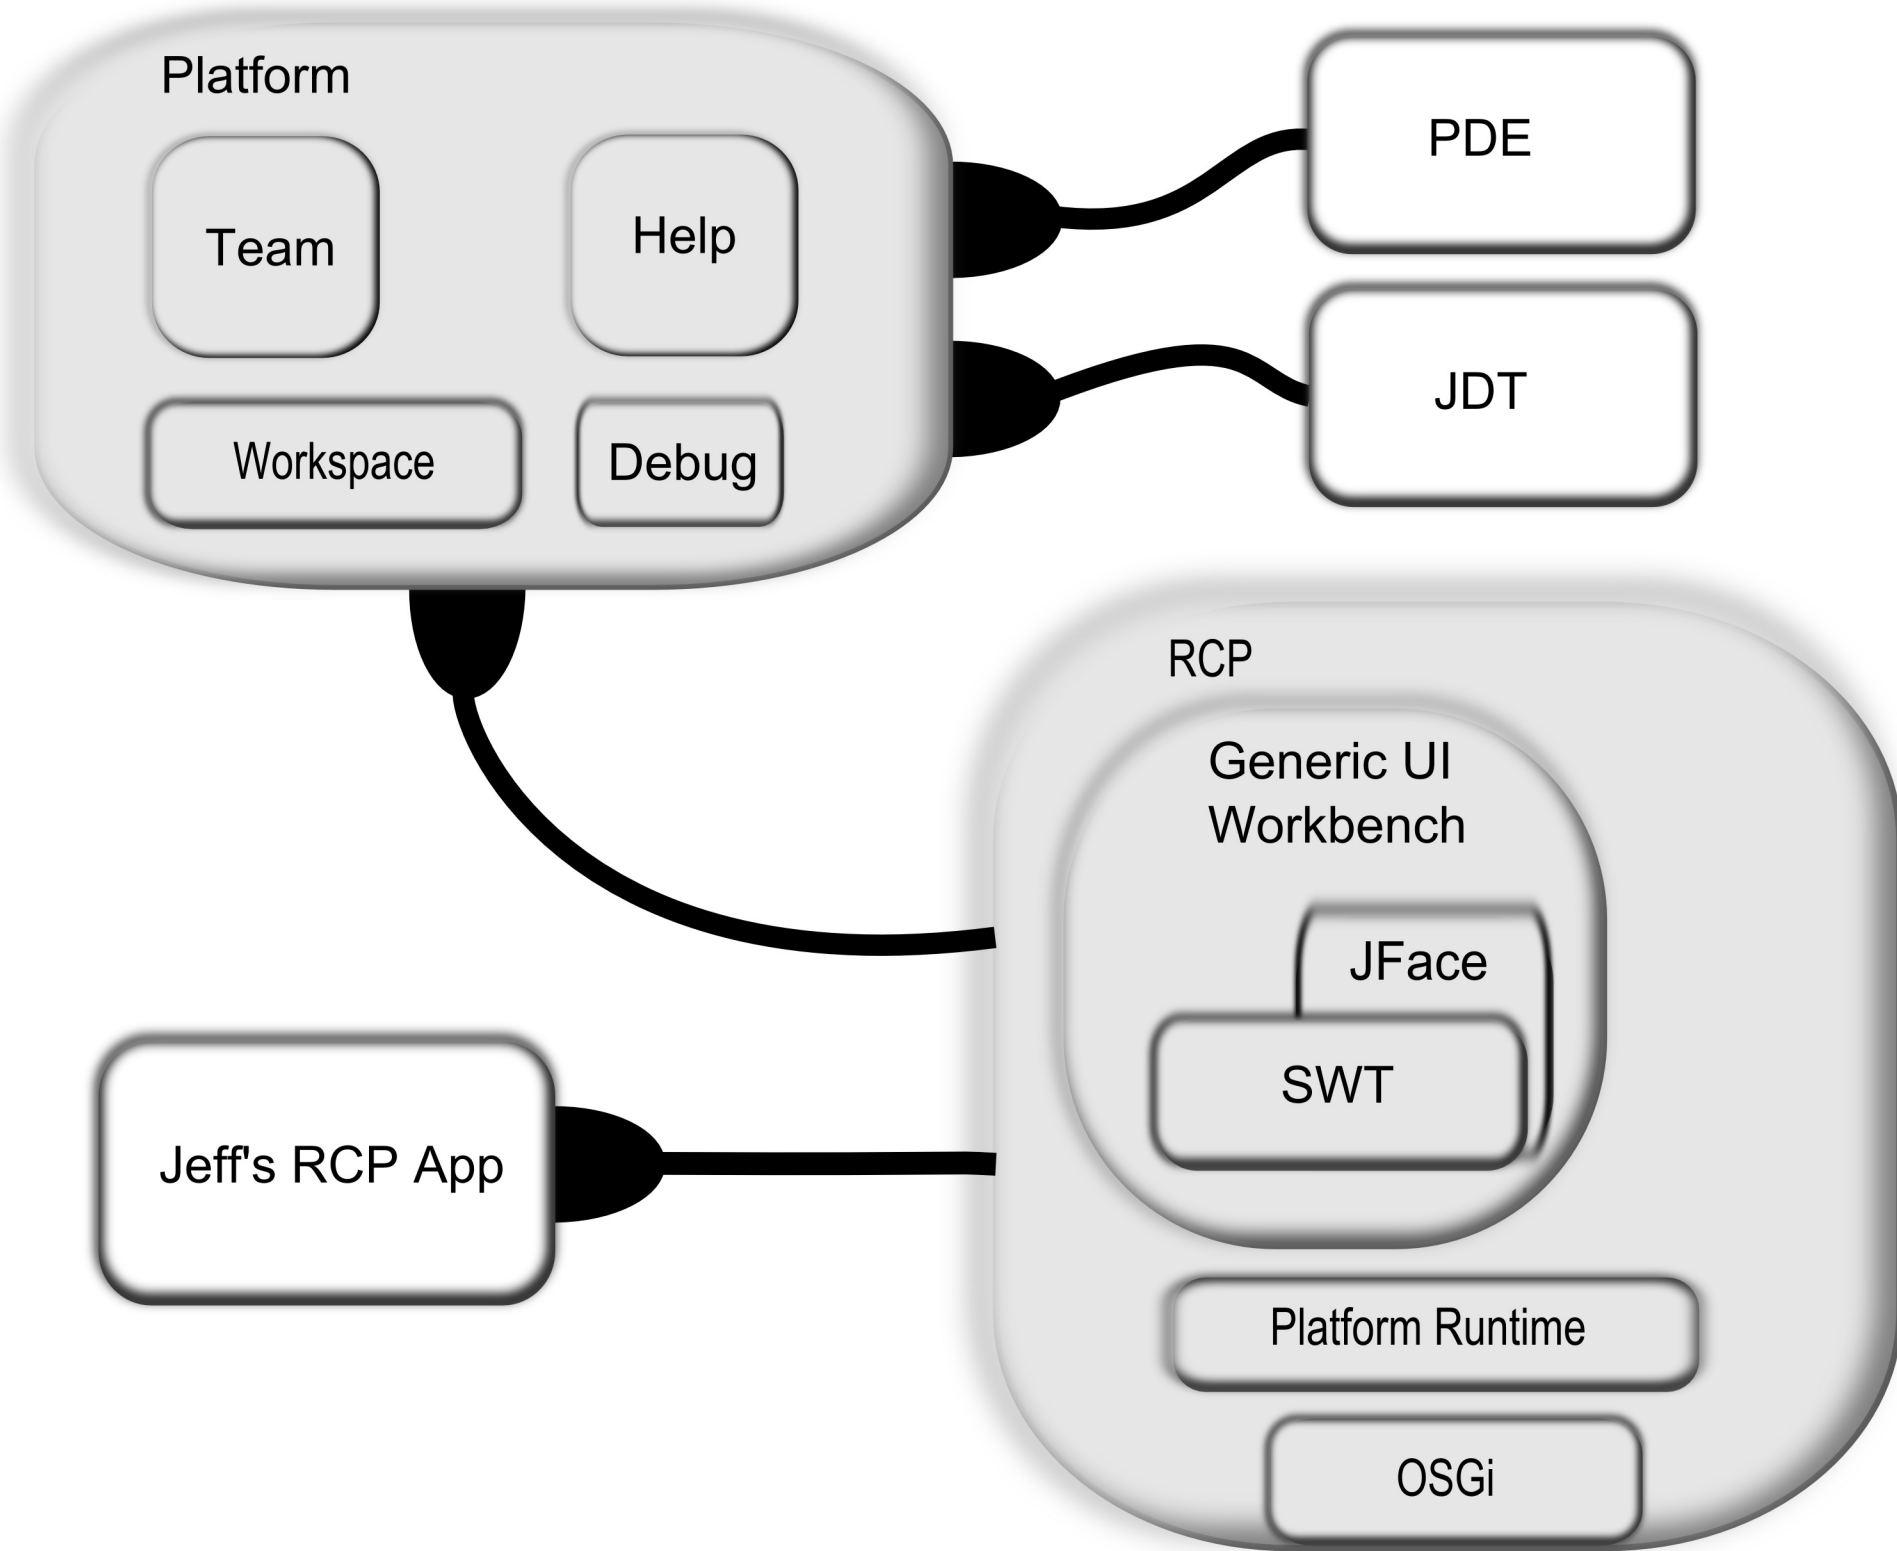 Platform
Team
Help
Workspace
Debug
PDE
JDT
RCP
Generic UI
Workbench
JFace
SWT
Jeff's RCP App
Platform Runtime
OSGi